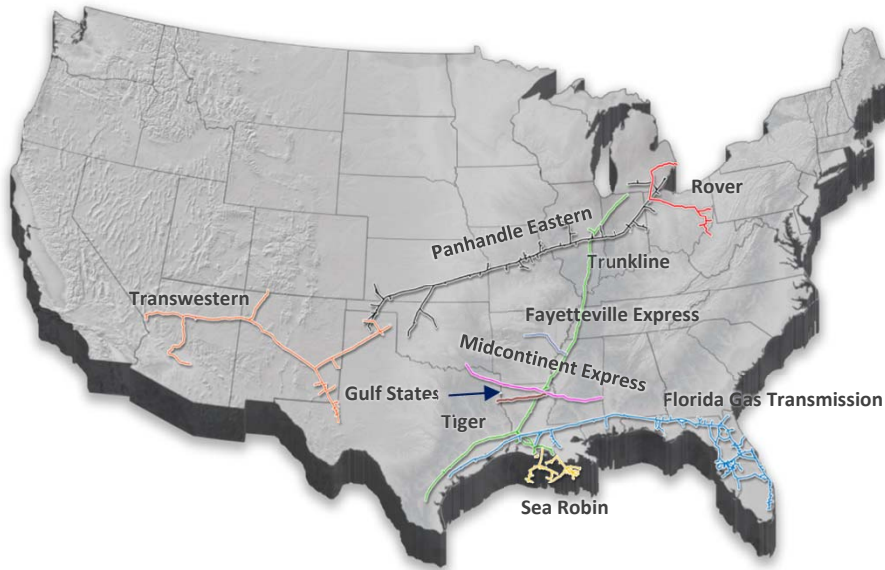 Rover
Panhandle Eastern
Trunkline
Transwestern
Fayetteville Express
Midcontinent Express
Gulf States
Florida Gas Transmission
Tiger
Sea Robin